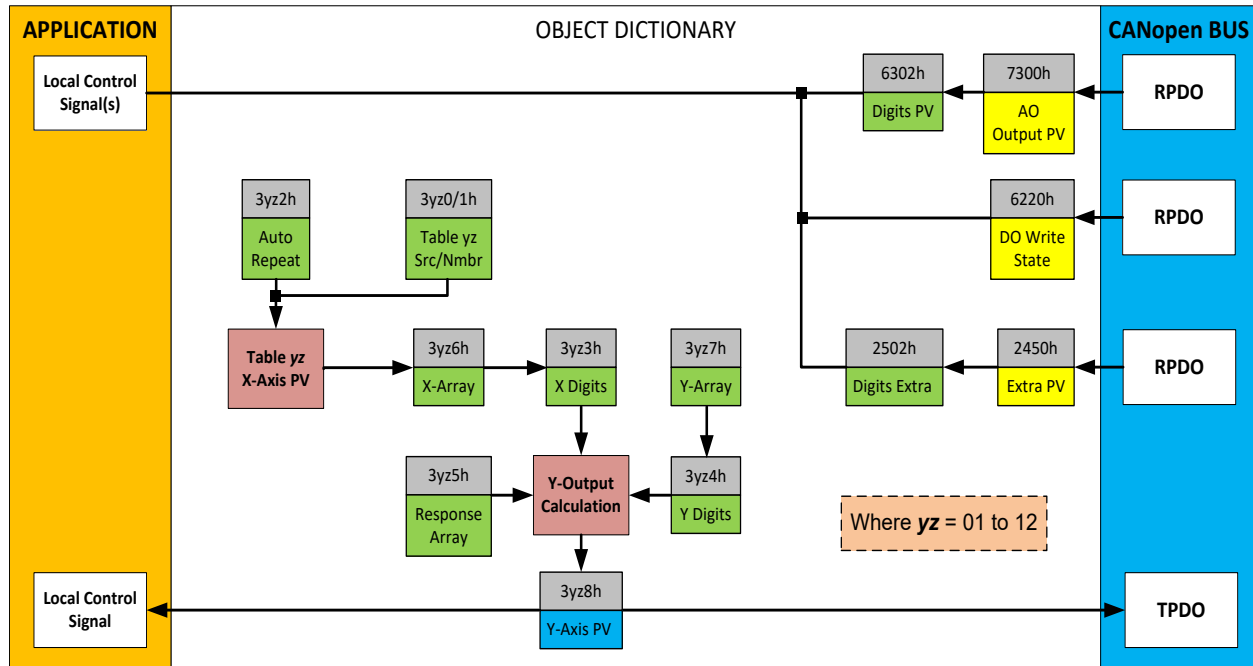 APPLICATION
OBJECT DICTIONARY
CANopen BUS
Local Control
Signal(s)
6302h
Digits PV
7300h
AO
Output PV
RPDO
3yz2h
Auto
Repeat
3yz0/1h
Table yz
Src/Nmbr
6220h
DO Write
State
RPDO
Table yz
X-Axis PV
3yz6h
X-Array
3yz3h
X Digits
3yz7h
Y-Array
2502h
Digits Extra
2450h
Extra PV
RPDO
3yz5h
Response
Array
Y-Output
Calculation
3yz4h
Y Digits
Where yz = 01 to 12
Local Control
Signal
3yz8h
Y-Axis PV
TPDO